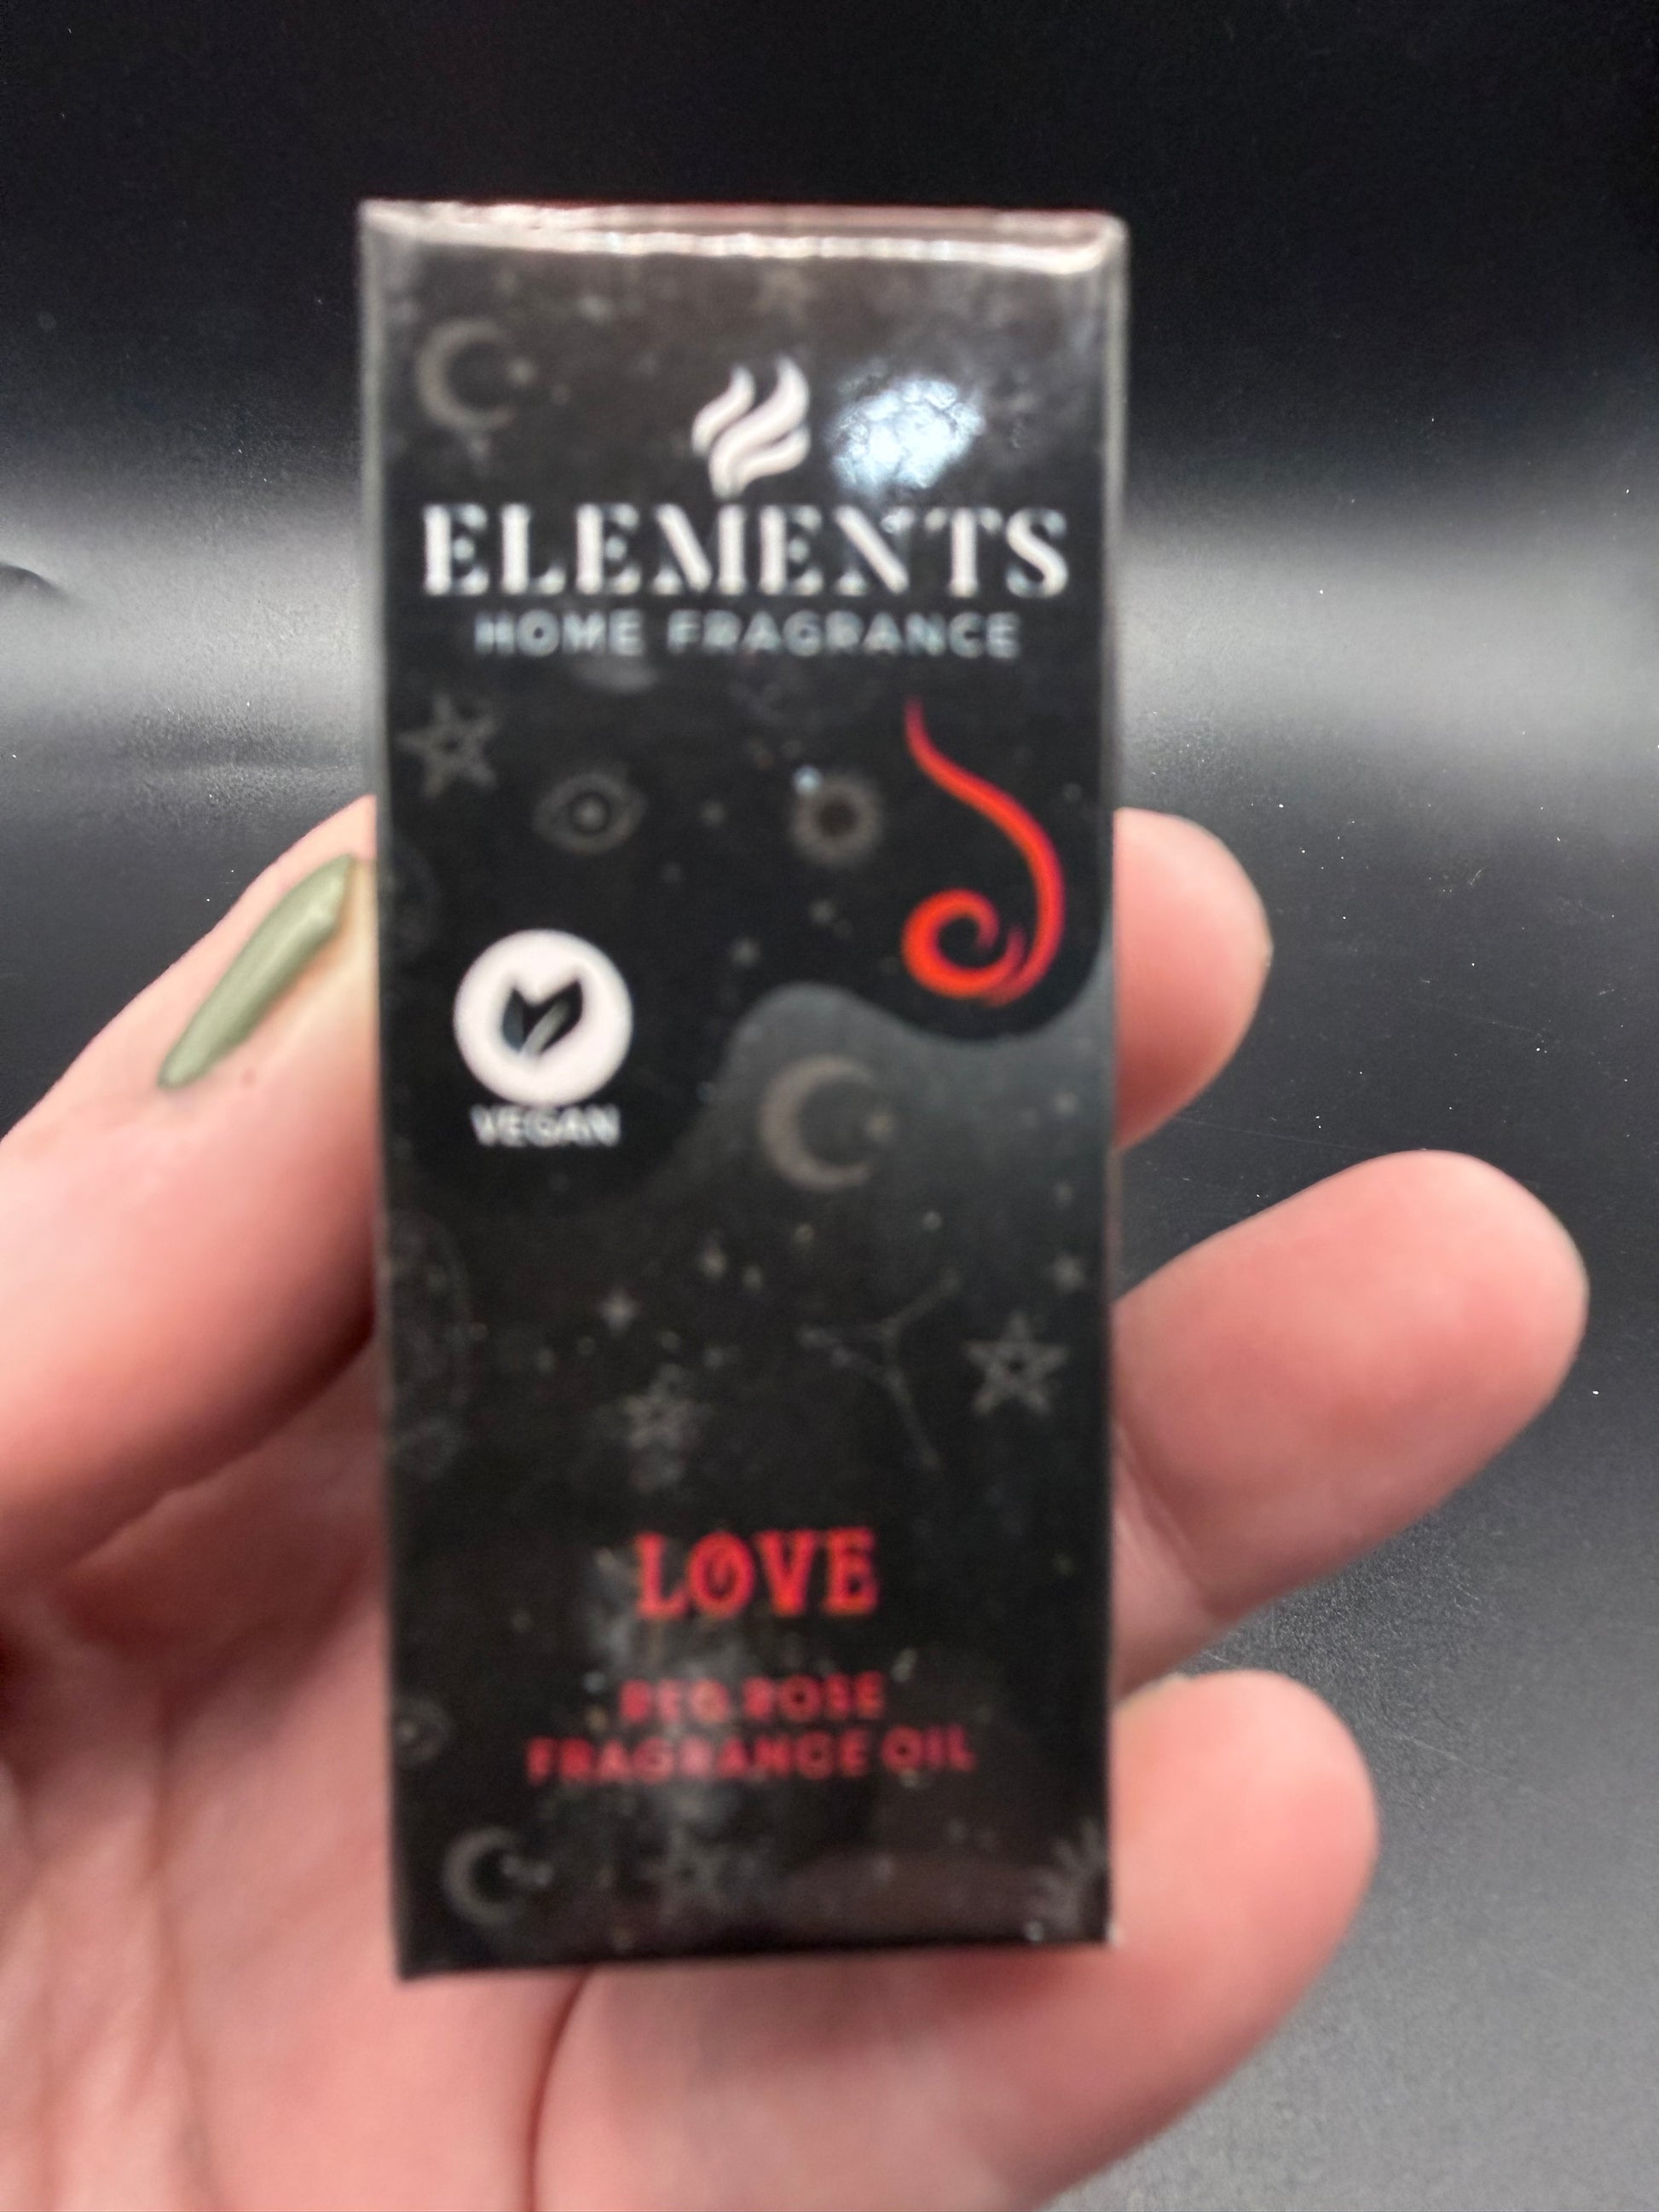 ELEMENTS
HOME FRAGRANCE
VEGAN
LOVE
RED ROSE
FRAGRANCE OIL